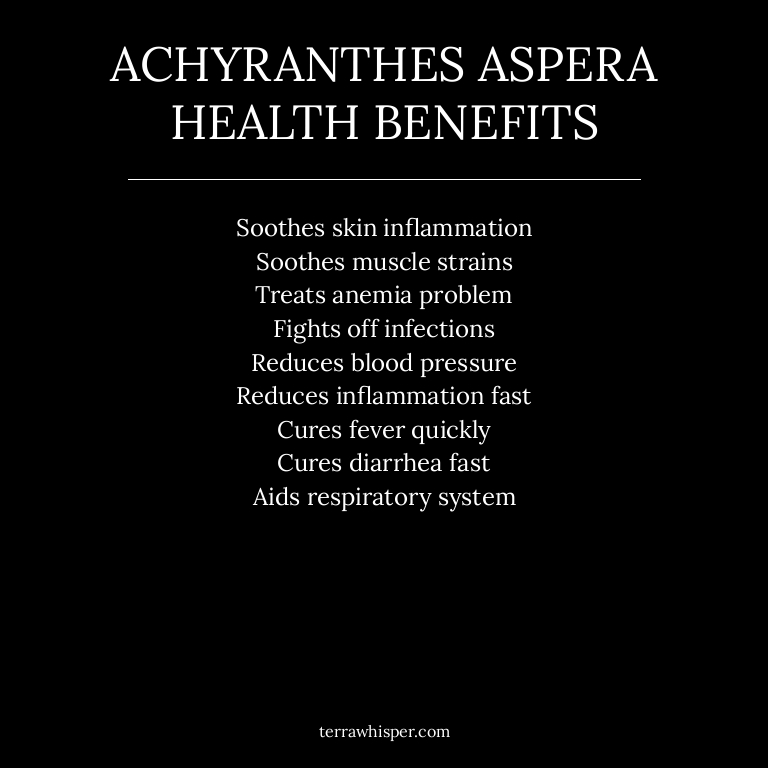 ACHYRANTHES ASPERA
HEALTH BENEFITS
Soothes skin inflammation
Soothes muscle strains
Treats anemia problem
Fights off infections
Reduces blood pressure
Reduces inflammation fast
Cures fever quickly
Cures diarrhea fast
Aids respiratory system
terrawhisper.com